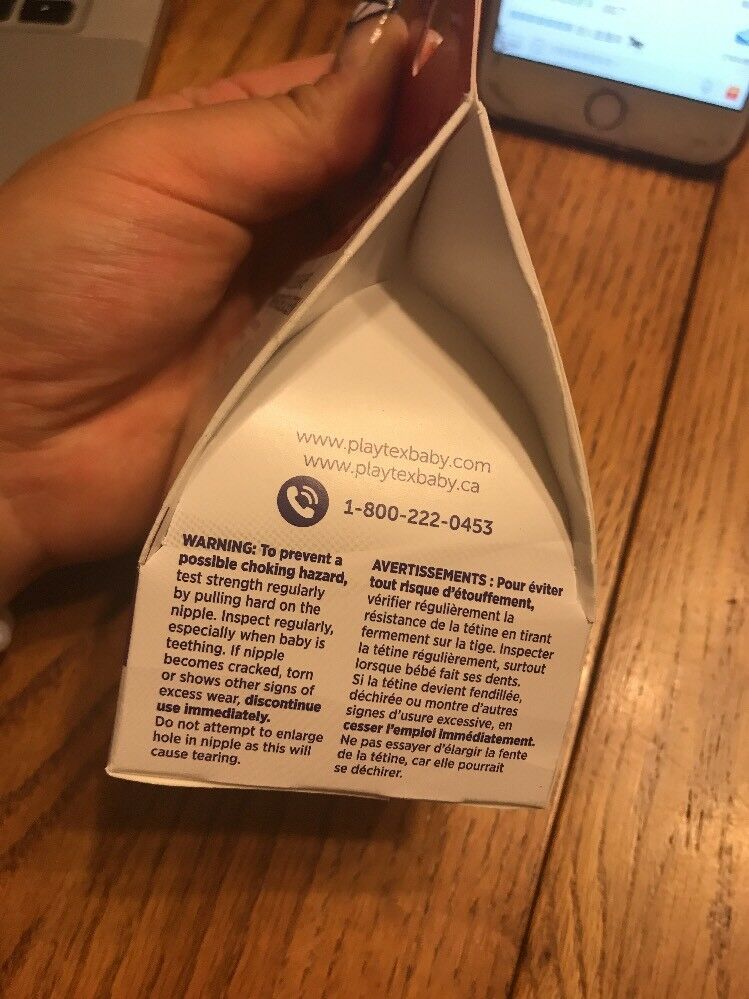 www.playtexbaby.com
www.playtexbaby.ca
1-800-222-0453
WARNING: To prevent a
possible choking hazard,
test strength regularly
by pulling hard on the
nipple. Inspect regularly,
especially when baby is
teething. If nipple
becomes cracked, torn
or shows other signs of
excess wear, discontinue
use immediately.
Do not attempt to enlarge
hole in nipple as this will
cause tearing.
AVERTISSEMENTS : Pour éviter
tout risque d'étouffement,
vérifier régulièrement la
résistance de la tétine en tirant
fermement sur la tige. Inspecter
la tétine régulièrement, surtout
lorsque bébé fait ses dents.
Si la tétine devient fendillée,
déchirée ou montre d'autres
signes d'usure excessive, en
cesser l'emploi immédiatement.
Ne pas essayer d'élargir la fente
de la tétine, car elle pourrait
se déchirer.